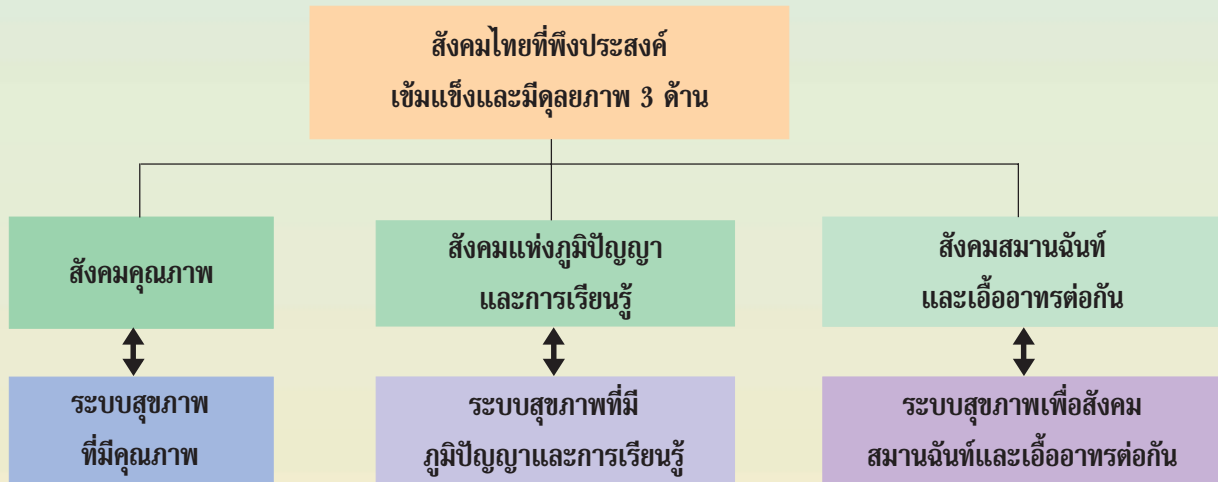 สังคมไทยที่พึงประสงค์
เข้มแข็งและมีดุลยภาพ 3 ด้าน
สังคมคุณภาพ
สังคมแห่งภูมิปัญญา
และการเรียนรู้
สังคมสมานฉันท์
และเอื้ออาทรต่อกัน
ระบบสุขภาพ
ที่มีคุณภาพ
ระบบสุขภาพที่มี
ภูมิปัญญาและการเรียนรู้
ระบบสุขภาพเพื่อสังคม
สมานฉันท์และเอื้ออาทรต่อกัน